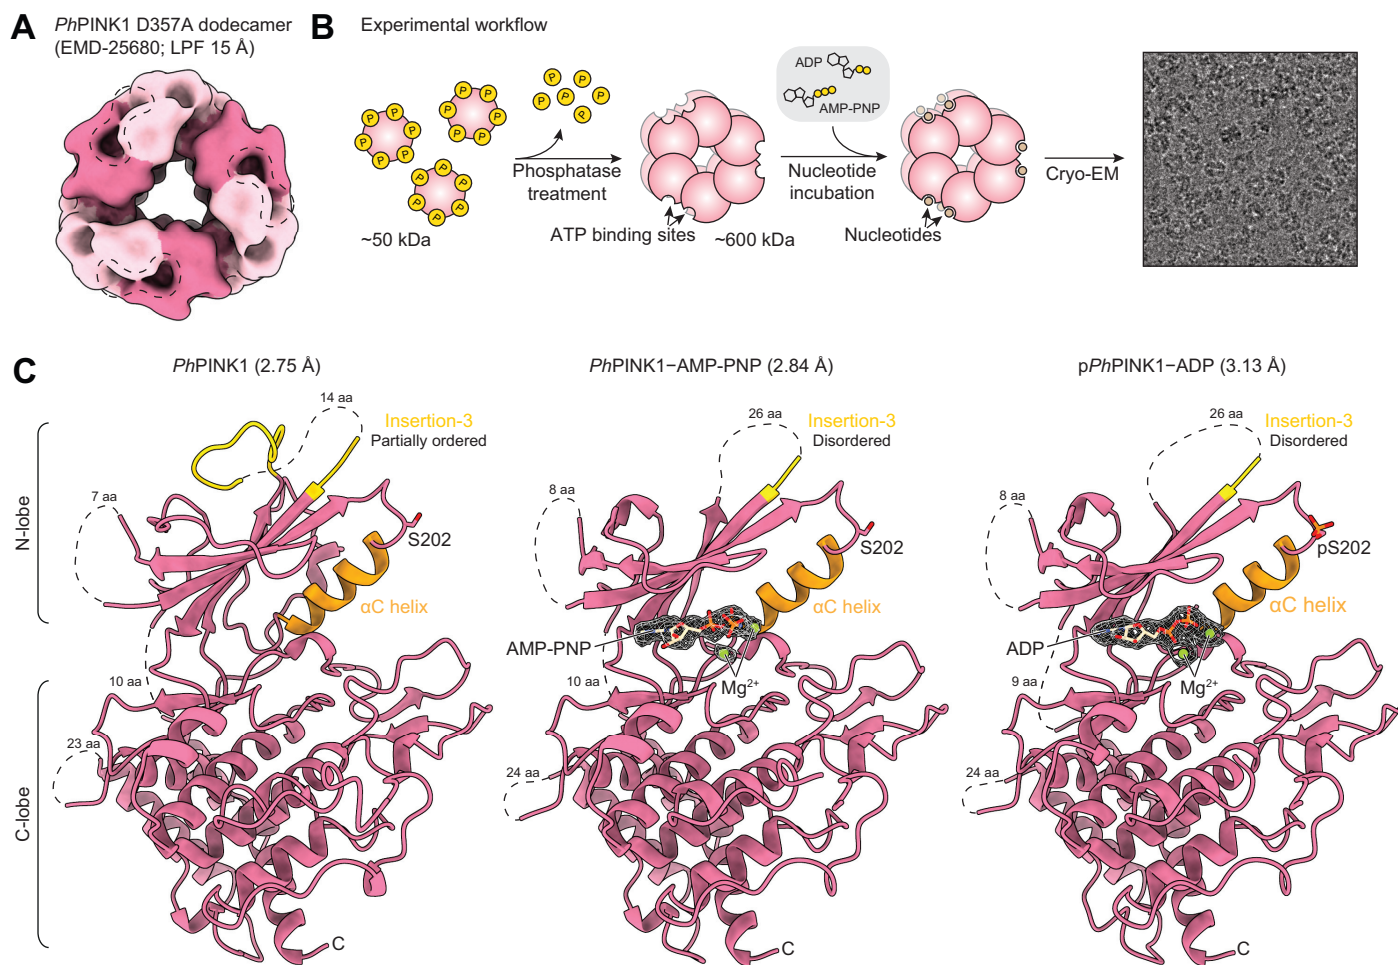 A
PhPINK1 D357A dodecamer
(EMD-25680; LPF 15 Å)
B
Experimental workflow
P P P P P P
P P P P P P
P P P P P P
~50 kDa
P P P P P P
Phosphatase
treatment
ATP binding sites
~600 kDa
ADP
AMP-PNP
Nucleotide
incubation
Nucleotides
Cryo-EM
C
N-lobe
C-lobe
PhPINK1 (2.75 Å)
14 aa
Insertion-3
Partially ordered
7 aa
S202
αC helix
10 aa
23 aa
C
PhPINK1–AMP-PNP (2.84 Å)
26 aa
Insertion-3
Disordered
8 aa
S202
αC helix
AMP-PNP
Mg²⁺
10 aa
24 aa
C
pPhPINK1–ADP (3.13 Å)
26 aa
Insertion-3
Disordered
8 aa
pS202
αC helix
ADP
Mg²⁺
9 aa
24 aa
C